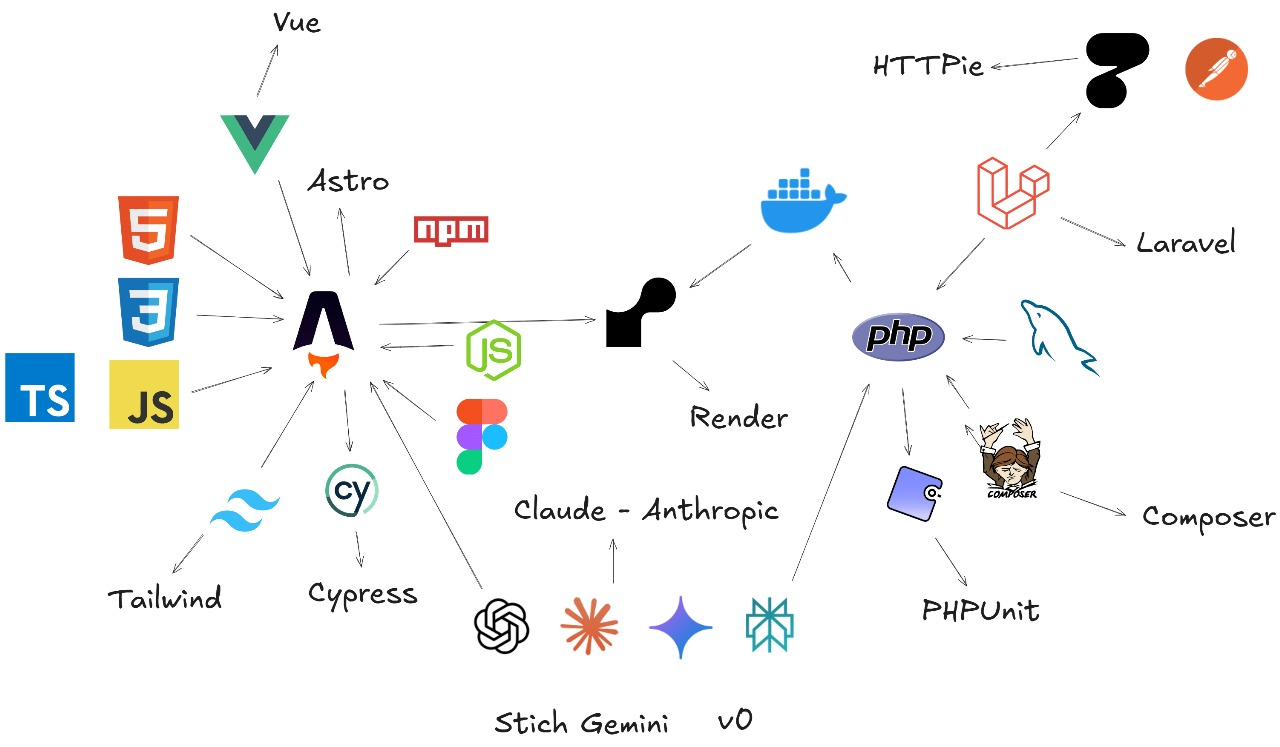 Vue
HTTPie
Astro
npm
5
Laravel
3
php
TS
JS
JS
Render
cy
COMPOSER
Claude - Anthropic
Composer
Tailwind
Cypress
PHPUnit
Stich Gemini
v0